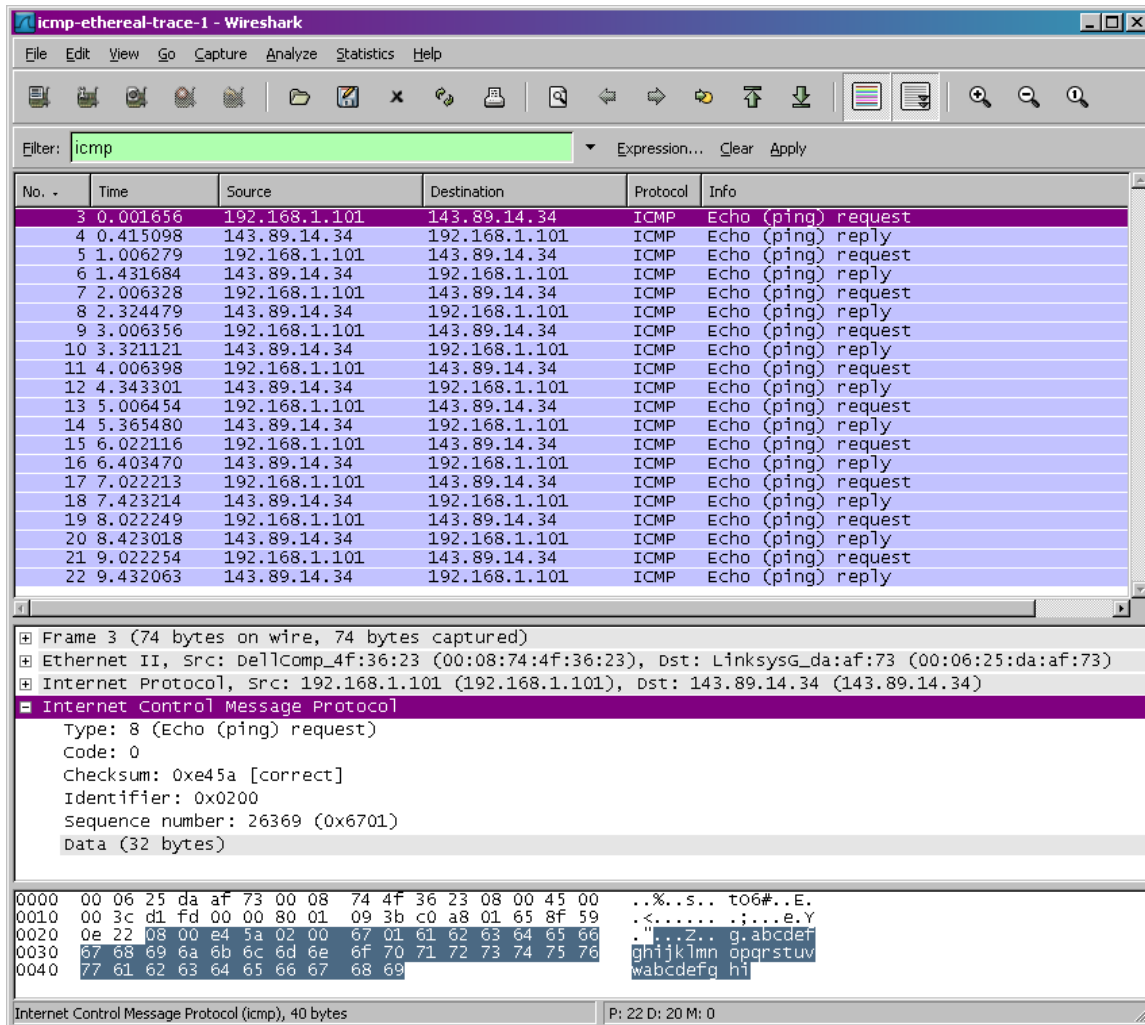 icmp-ethereal-trace-1 - Wireshark
File Edit View Go Capture Analyze Statistics Help
Filter: icmp Expression... Clear Apply
No. - Time Source Destination Protocol Info
3 0.001656 192.168.1.101 143.89.14.34 ICMP Echo (ping) request
4 0.415098 143.89.14.34 192.168.1.101 ICMP Echo (ping) reply
5 1.006279 192.168.1.101 143.89.14.34 ICMP Echo (ping) request
6 1.431684 143.89.14.34 192.168.1.101 ICMP Echo (ping) reply
7 2.006328 192.168.1.101 143.89.14.34 ICMP Echo (ping) request
8 2.324479 143.89.14.34 192.168.1.101 ICMP Echo (ping) reply
9 3.006356 192.168.1.101 143.89.14.34 ICMP Echo (ping) request
10 3.321121 143.89.14.34 192.168.1.101 ICMP Echo (ping) reply
11 4.006398 192.168.1.101 143.89.14.34 ICMP Echo (ping) request
12 4.343301 143.89.14.34 192.168.1.101 ICMP Echo (ping) reply
13 5.006454 192.168.1.101 143.89.14.34 ICMP Echo (ping) request
14 5.365480 143.89.14.34 192.168.1.101 ICMP Echo (ping) reply
15 6.022116 192.168.1.101 143.89.14.34 ICMP Echo (ping) request
16 6.403470 143.89.14.34 192.168.1.101 ICMP Echo (ping) reply
17 7.022213 192.168.1.101 143.89.14.34 ICMP Echo (ping) request
18 7.423214 143.89.14.34 192.168.1.101 ICMP Echo (ping) reply
19 8.022249 192.168.1.101 143.89.14.34 ICMP Echo (ping) request
20 8.423018 143.89.14.34 192.168.1.101 ICMP Echo (ping) reply
21 9.022254 192.168.1.101 143.89.14.34 ICMP Echo (ping) request
22 9.432063 143.89.14.34 192.168.1.101 ICMP Echo (ping) reply
Frame 3 (74 bytes on wire, 74 bytes captured)
Ethernet II, Src: DellComp_4f:36:23 (00:08:74:4f:36:23), Dst: LinksysG_da:af:73 (00:06:25:da:af:73)
Internet Protocol, Src: 192.168.1.101 (192.168.1.101), Dst: 143.89.14.34 (143.89.14.34)
Internet Control Message Protocol
Type: 8 (Echo (ping) request)
Code: 0
Checksum: 0xe45a [correct]
Identifier: 0x0200
Sequence number: 26369 (0x6701)
Data (32 bytes)
0000 00 06 25 da af 73 00 08 74 4f 36 23 08 00 45 00 ..%..s.. tO6#..E.
0010 00 3c d1 fd 00 00 80 01 09 3b c0 a8 01 65 8f 59 .<...... .;...e.Y
0020 0e 22 08 00 e4 5a 02 00 67 01 61 62 63 64 65 66 ."...Z.. g.abcdef
0030 67 68 69 6a 6b 6c 6d 6e 6f 70 71 72 73 74 75 76 ghijklmn opqrstuv
0040 77 61 62 63 64 65 66 67 68 69 wabcdefg hi
Internet Control Message Protocol (icmp), 40 bytes P: 22 D: 20 M: 0